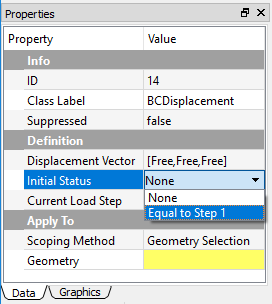 Properties
Property Value
Info
ID 14
Class Label BCDisplacement
Suppressed false
Definition
Displacement Vector [Free,Free,Free]
Initial Status None
None
Current Load Step
Equal to Step 1
Apply To
Scoping Method Geometry Selection
Geometry
Data Graphics